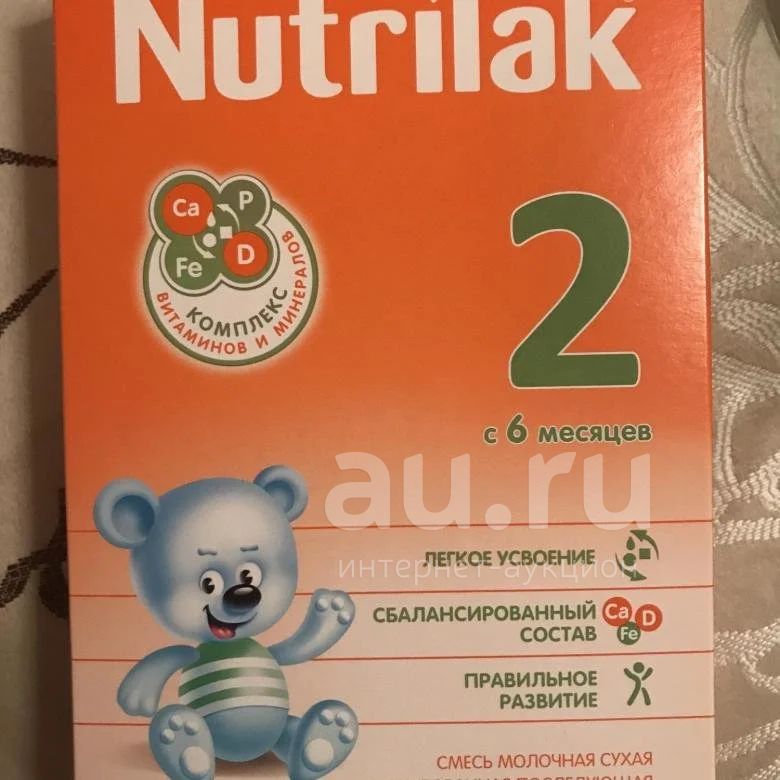 Nutrilak
Ca P
Fe D
КОМПЛЕКС
ВИТАМИНОВ И МИНЕРАЛОВ
2
с 6 месяцев
au.ru
интернет-аукцион
ЛЕГКОЕ УСВОЕНИЕ
СБАЛАНСИРОВАННЫЙ
СОСТАВ
Ca D
Fe
ПРАВИЛЬНОЕ
РАЗВИТИЕ
СМЕСЬ МОЛОЧНАЯ СУХАЯ